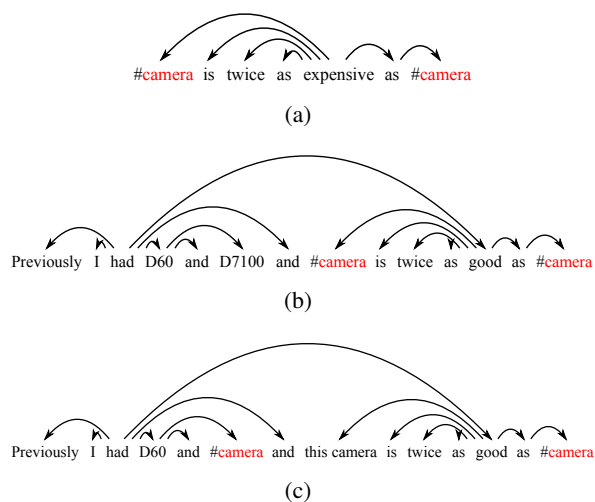 #camera is twice as expensive as #camera
(a)
Previously I had D60 and D7100 and #camera is twice as good as #camera
(b)
Previously I had D60 and #camera and this camera is twice as good as #camera
(c)